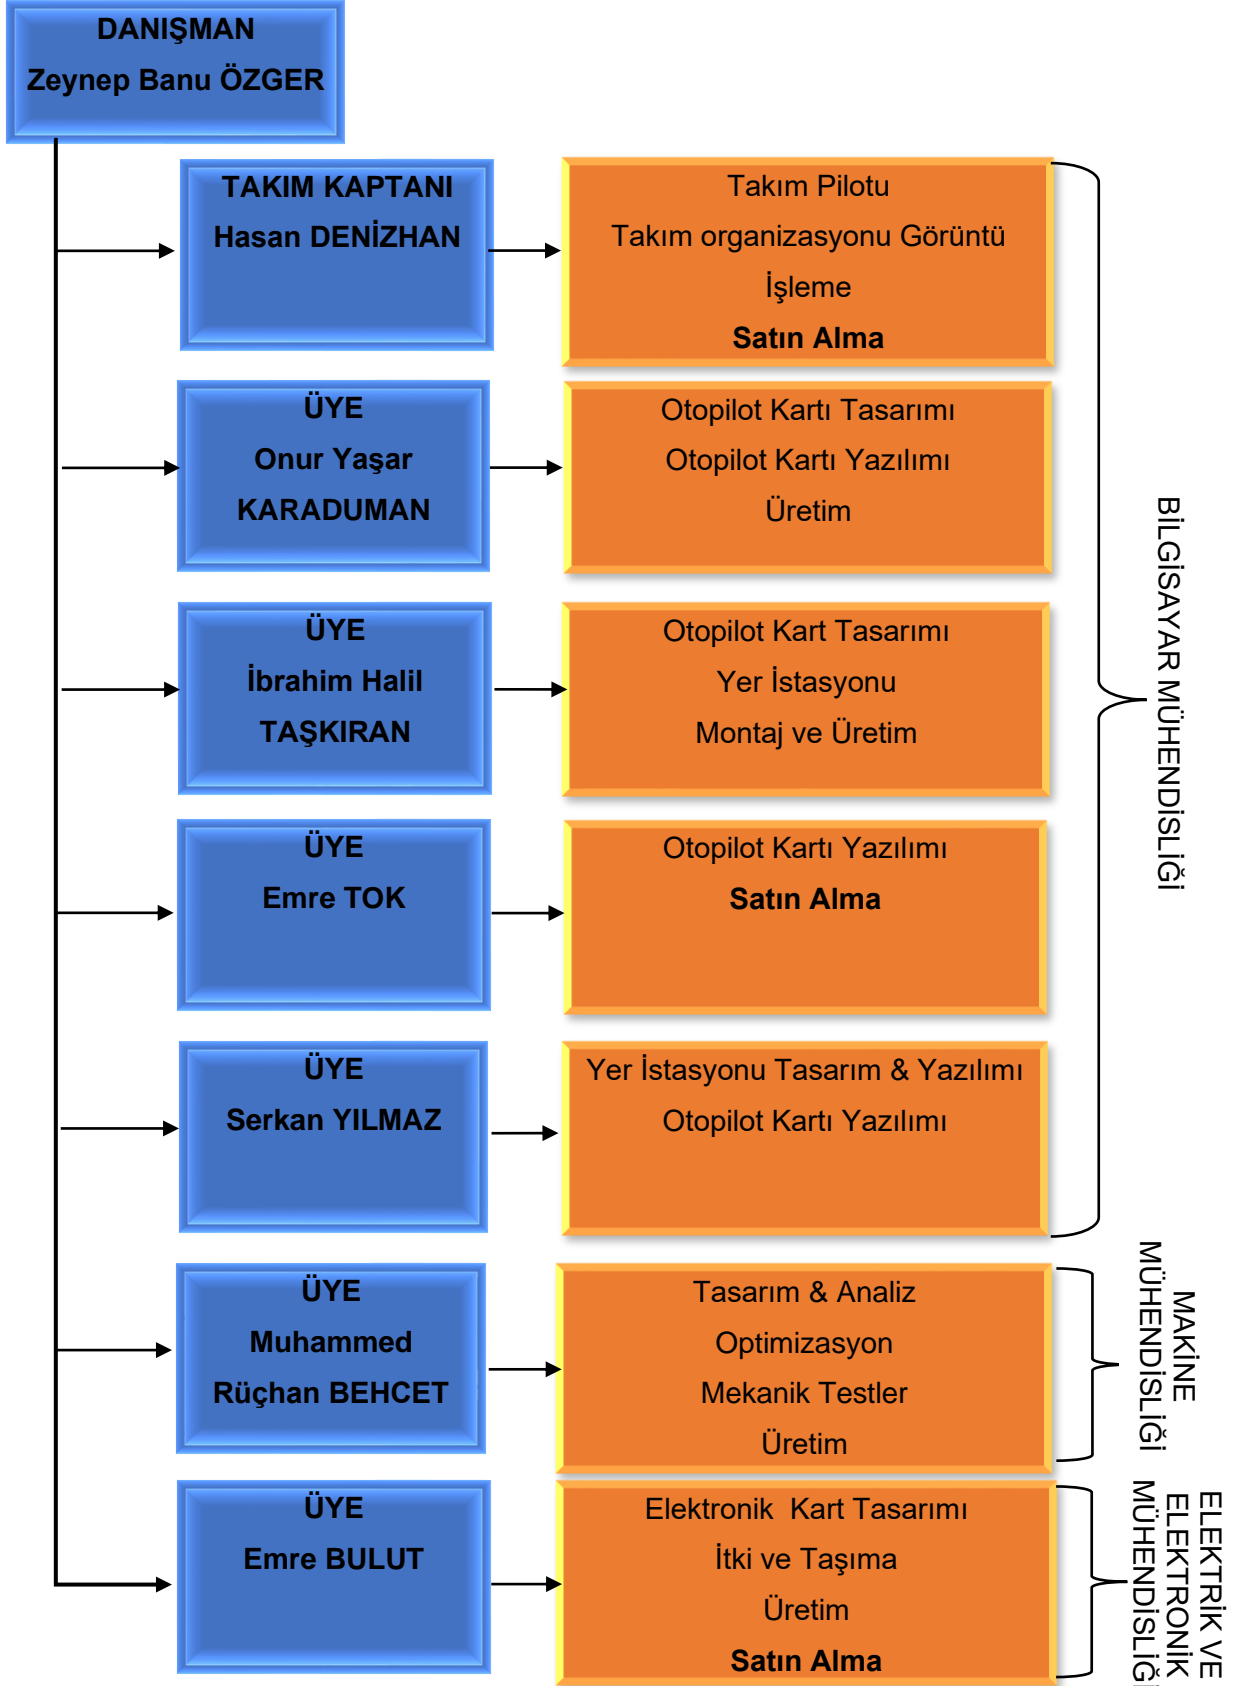 DANIŞMAN
Zeynep Banu ÖZGER
TAKIM KAPTANI
Hasan DENİZHAN
Takım Pilotu
Takım organizasyonu Görüntü
İşleme
Satın Alma
ÜYE
Onur Yaşar
KARADUMAN
Otopilot Kartı Tasarımı
Otopilot Kartı Yazılımı
Üretim
ÜYE
İbrahim Halil
TAŞKIRAN
Otopilot Kart Tasarımı
Yer İstasyonu
Montaj ve Üretim
ÜYE
Emre TOK
Otopilot Kartı Yazılımı
Satın Alma
ÜYE
Serkan YILMAZ
Yer İstasyonu Tasarım & Yazılımı
Otopilot Kartı Yazılımı
BİLGİSAYAR MÜHENDİSLİĞİ
ÜYE
Muhammed
Rüçhan BEHCET
Tasarım & Analiz
Optimizasyon
Mekanik Testler
Üretim
MAKİNE
MÜHENDİSLİĞİ
ÜYE
Emre BULUT
Elektronik  Kart Tasarımı
İtki ve Taşıma
Üretim
Satın Alma
ELEKTRİK VE
ELEKTRONİK
MÜHENDİSLİĞİ